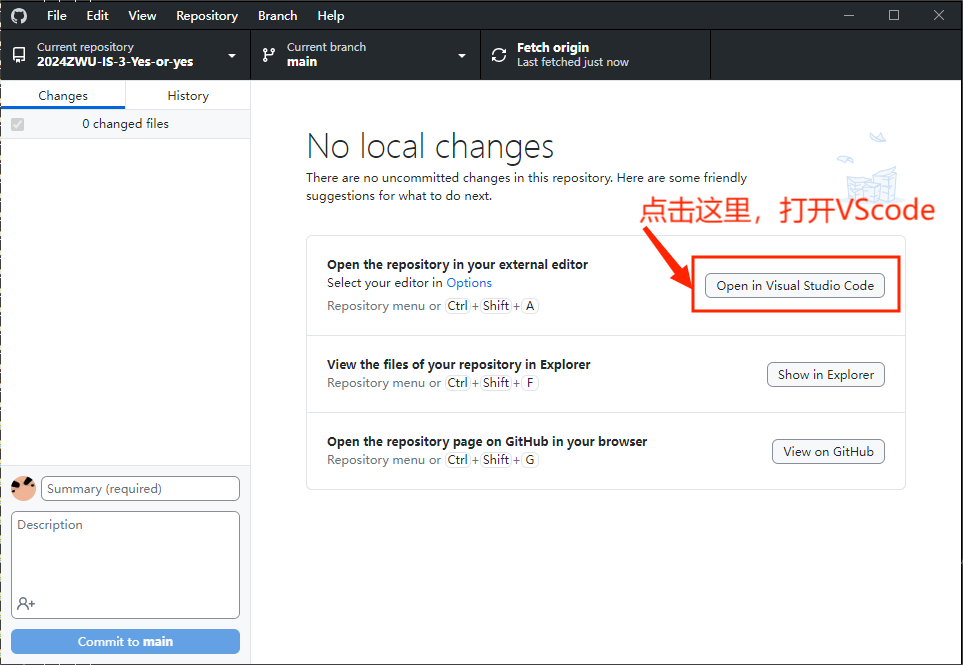 File Edit View Repository Branch Help
Current repository
2024ZWU-IS-3-Yes-or-yes
Current branch
main
Fetch origin
Last fetched just now
Changes History
0 changed files
No local changes
There are no uncommitted changes in this repository. Here are some friendly
suggestions for what to do next.
点击这里，打开VScode
Open the repository in your external editor
Select your editor in Options
Repository menu or Ctrl + Shift + A
Open in Visual Studio Code
View the files of your repository in Explorer
Repository menu or Ctrl + Shift + F
Show in Explorer
Open the repository page on GitHub in your browser
Repository menu or Ctrl + Shift + G
View on GitHub
Summary (required)
Description
Commit to main